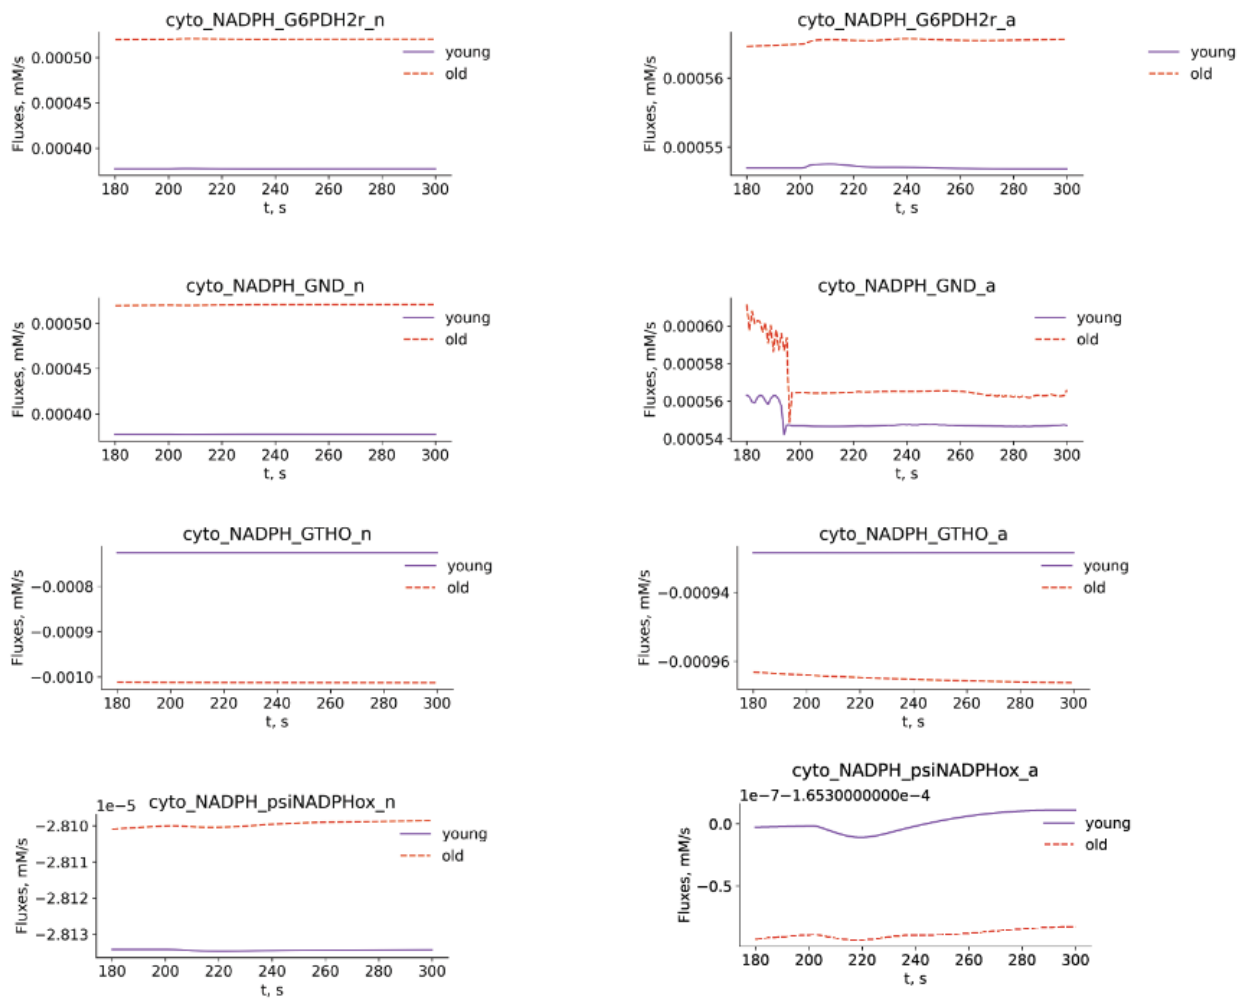 cyto_NADPH_G6PDH2r_n
Fluxes, mM/s
0.00050
0.00045
0.00040
young
old
180 200 220 240 260 280 300
t, s
cyto_NADPH_G6PDH2r_a
Fluxes, mM/s
0.00056
0.00055
young
old
180 200 220 240 260 280 300
t, s
cyto_NADPH_GND_n
Fluxes, mM/s
0.00050
0.00045
0.00040
young
old
180 200 220 240 260 280 300
t, s
cyto_NADPH_GND_a
Fluxes, mM/s
0.00060
0.00058
0.00056
0.00054
young
old
180 200 220 240 260 280 300
t, s
cyto_NADPH_GTHO_n
Fluxes, mM/s
−0.0008
−0.0009
−0.0010
young
old
180 200 220 240 260 280 300
t, s
cyto_NADPH_GTHO_a
Fluxes, mM/s
−0.00094
−0.00096
young
old
180 200 220 240 260 280 300
t, s
cyto_NADPH_psiNADPHox_n
1e−5
Fluxes, mM/s
−2.810
−2.811
−2.812
−2.813
young
old
180 200 220 240 260 280 300
t, s
cyto_NADPH_psiNADPHox_a
1e−7−1.6530000000e−4
Fluxes, mM/s
0.0
−0.5
young
old
180 200 220 240 260 280 300
t, s